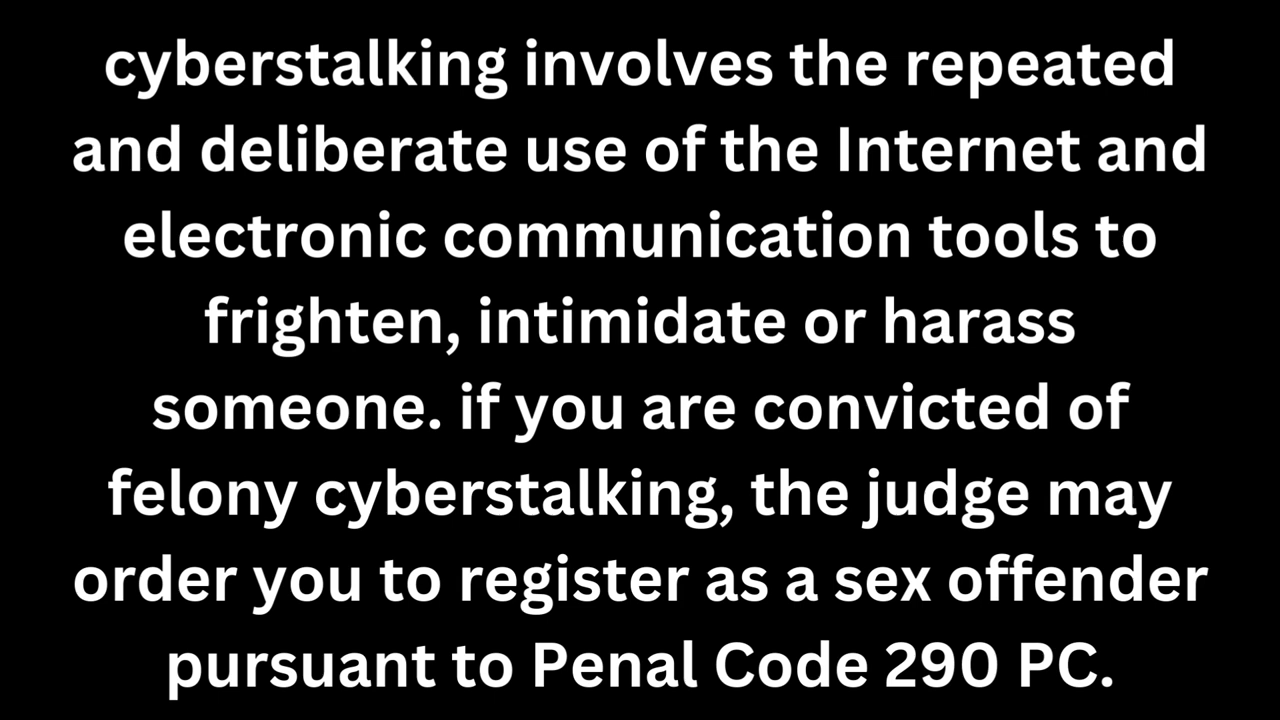 cyberstalking involves the repeated
and deliberate use of the Internet and
electronic communication tools to
frighten, intimidate or harass
someone. if you are convicted of
felony cyberstalking, the judge may
order you to register as a sex offender
pursuant to Penal Code 290 PC.